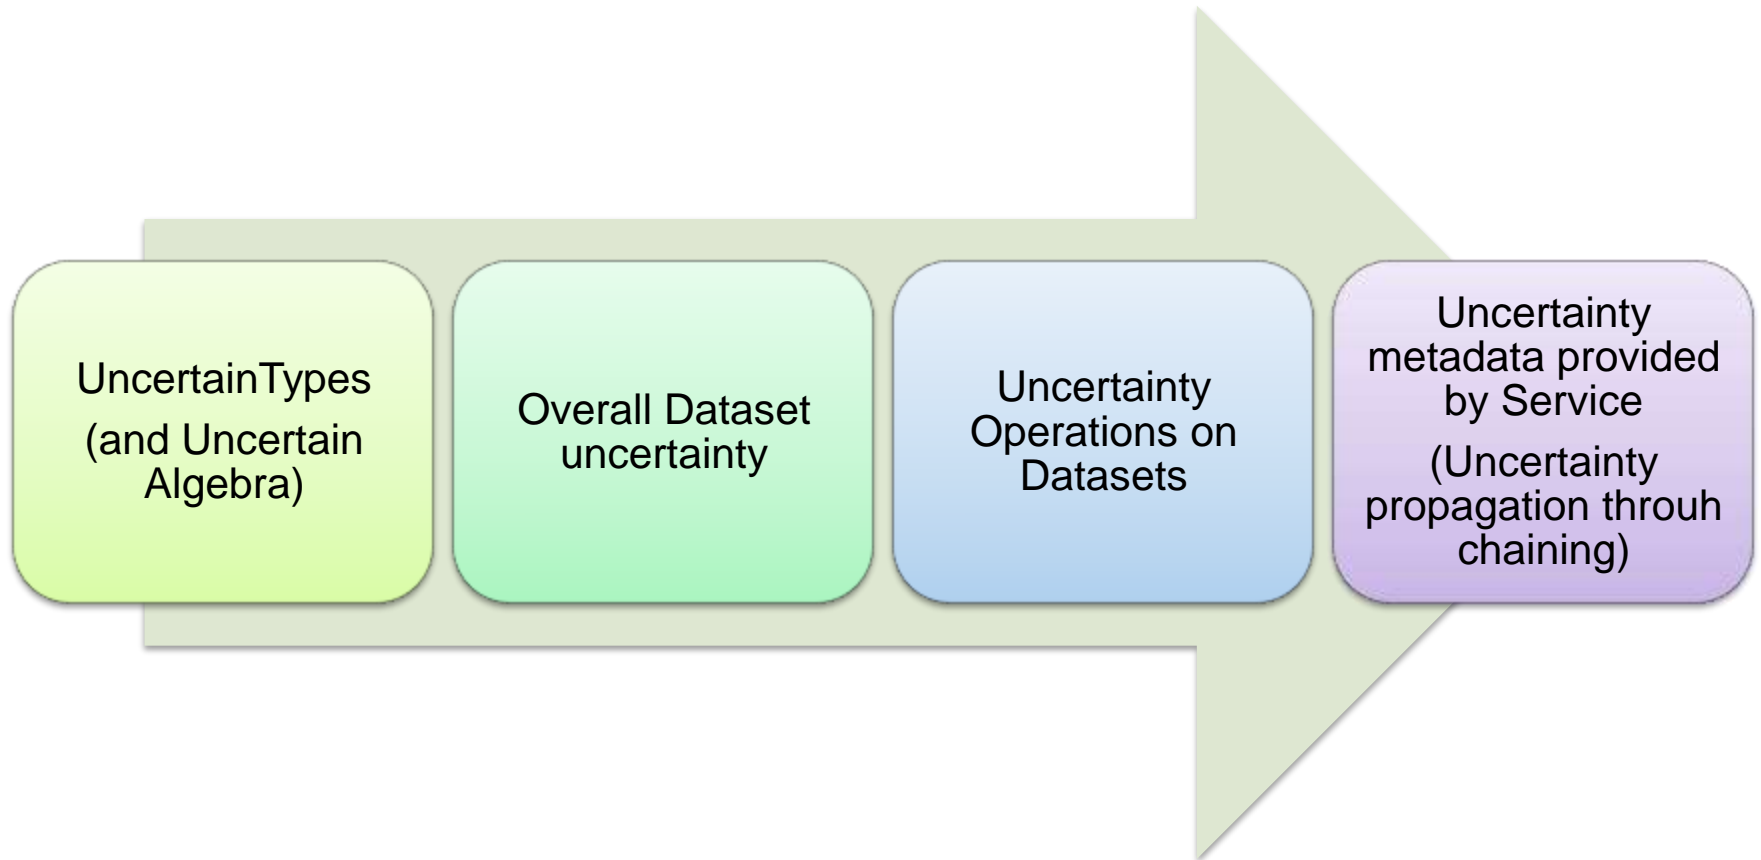 UncertainTypes
(and Uncertain
Algebra)
Overall Dataset
uncertainty
Uncertainty
Operations on
Datasets
Uncertainty
metadata provided
by Service
(Uncertainty
propagation throuh
chaining)